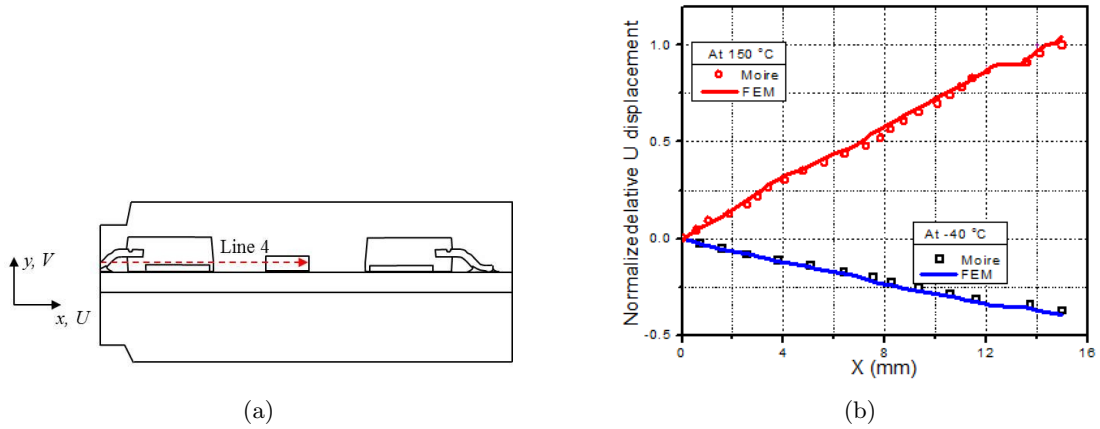 y, V
x, U
Line 4
(a)
Normalizedelative U displacement
1.0
0.5
0.0
-0.5
At 150 °C
Moire
FEM
At -40 °C
Moire
FEM
0
4
8
12
16
X (mm)
(b)